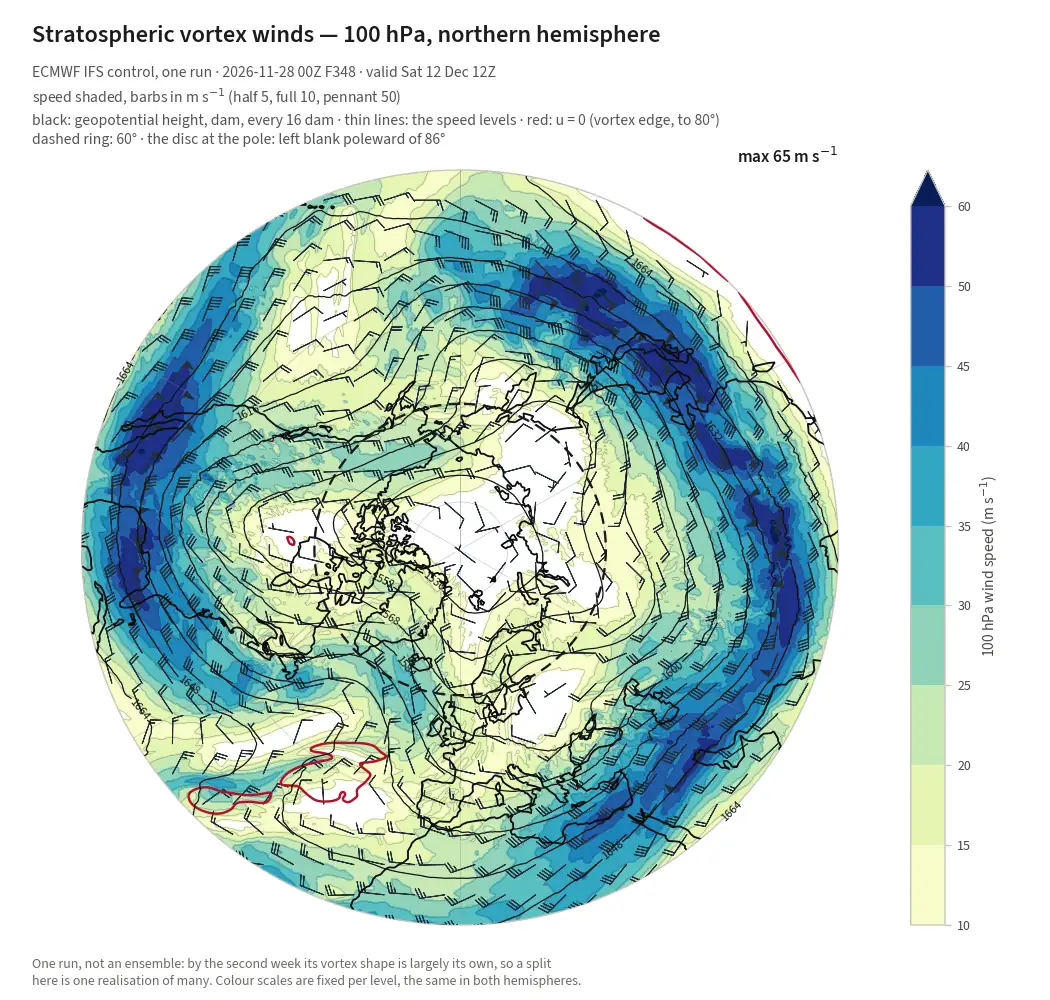 Stratospheric vortex winds — 100 hPa, northern hemisphere
ECMWF IFS control, one run · 2026-11-28 00Z F348 · valid Sat 12 Dec 12Z
speed shaded, barbs in m s⁻¹ (half 5, full 10, pennant 50)
black: geopotential height, dam, every 16 dam · thin lines: the speed levels · red: u = 0 (vortex edge, to 80°)
dashed ring: 60° · the disc at the pole: left blank poleward of 86°
max 65 m s⁻¹
60
50
45
40
35
30
25
20
15
10
100 hPa wind speed (m s⁻¹)
1664
1664
1632
1600
1568
1648
1664
1664
One run, not an ensemble: by the second week its vortex shape is largely its own, so a split
here is one realisation of many. Colour scales are fixed per level, the same in both hemispheres.